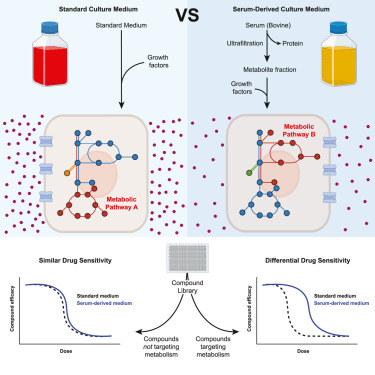 Standard Culture Medium
VS
Serum-Derived Culture Medium
Standard Medium
Growth
factors
Serum (Bovine)
Ultrafiltration
Protein
Metabolite fraction
Growth
factors
Metabolic
Pathway A
Metabolic
Pathway B
Similar Drug Sensitivity
Compound efficacy
Standard medium
Serum-derived medium
Dose
Compound
Library
Compounds
not targeting
metabolism
Compounds
targeting
metabolism
Differential Drug Sensitivity
Compound efficacy
Standard medium
Serum-derived medium
Dose